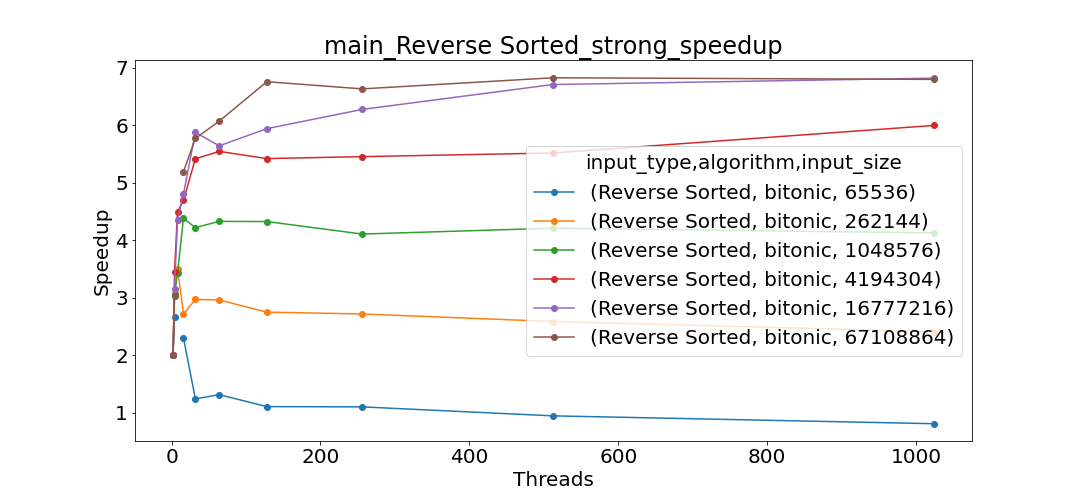 main_Reverse Sorted_strong_speedup
7
6
5
4
3
2
1
Speedup
input_type,algorithm,input_size
(Reverse Sorted, bitonic, 65536)
(Reverse Sorted, bitonic, 262144)
(Reverse Sorted, bitonic, 1048576)
(Reverse Sorted, bitonic, 4194304)
(Reverse Sorted, bitonic, 16777216)
(Reverse Sorted, bitonic, 67108864)
0 200 400 600 800 1000
Threads